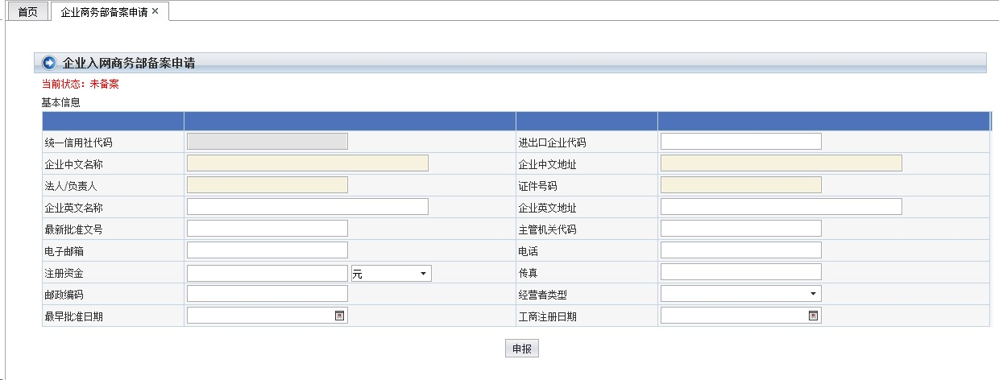 首页 企业商务部备案申请 ×
企业入网商务部备案申请
当前状态：未备案
基本信息
统一信用社代码 进出口企业代码
企业中文名称 企业中文地址
法人/负责人 证件号码
企业英文名称 企业英文地址
最新批准文号 主管机关代码
电子邮箱 电话
注册资金 元 传真
邮政编码 经营者类型
最早批准日期 工商注册日期
申报